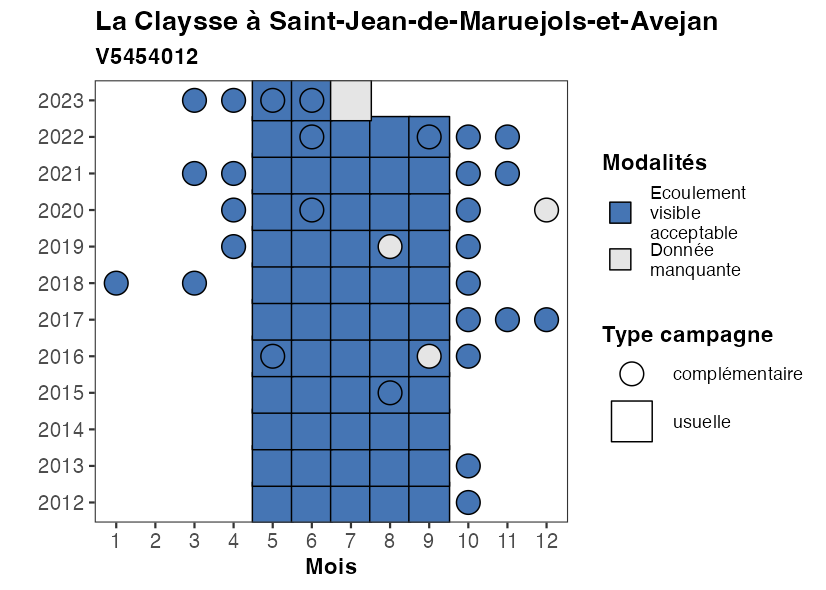 La Claysse à Saint-Jean-de-Maruejols-et-Avejan
V5454012
2023
2022
2021
2020
2019
2018
2017
2016
2015
2014
2013
2012
1 2 3 4 5 6 7 8 9 10 11 12
Mois
Modalités
Ecoulement
visible
acceptable
Donnée
manquante
Type campagne
complémentaire
usuelle